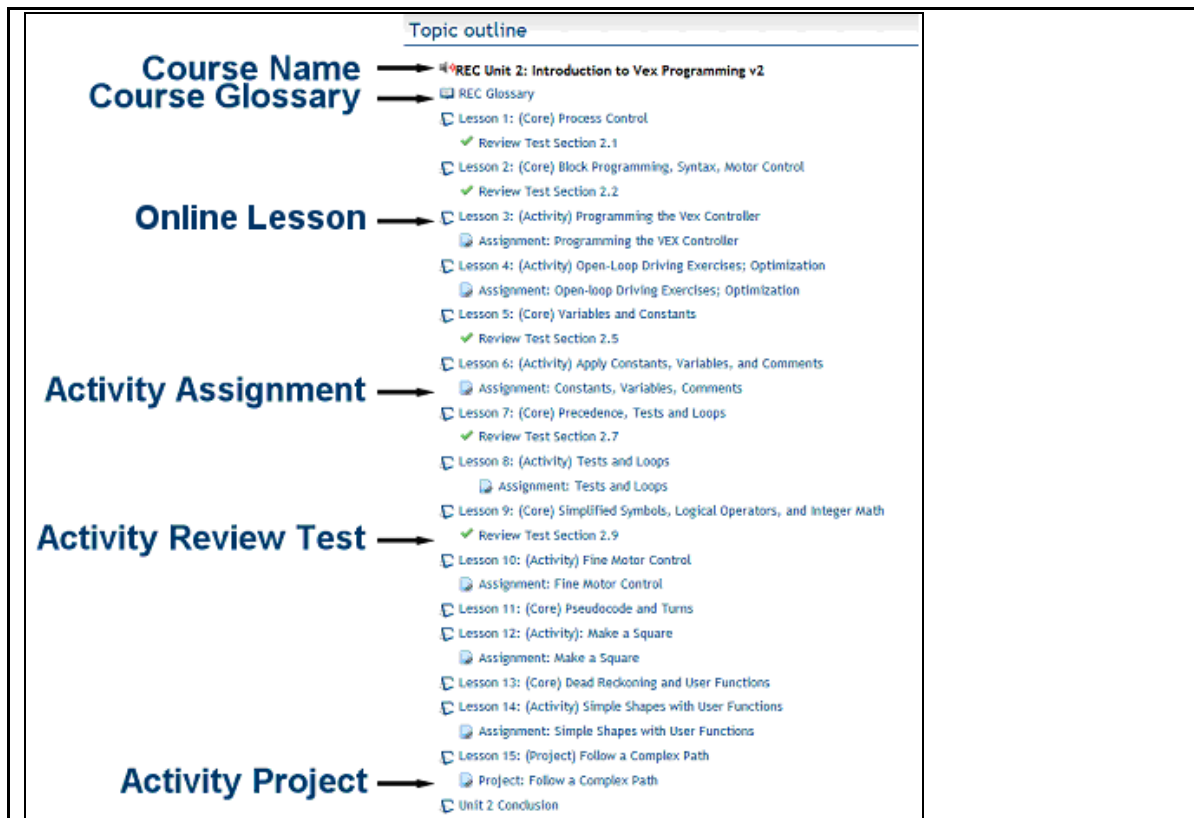 Topic outline
Course Name
REC Unit 2: Introduction to Vex Programming v2
Course Glossary
REC Glossary
Lesson 1: (Core) Process Control
Review Test Section 2.1
Lesson 2: (Core) Block Programming, Syntax, Motor Control
Review Test Section 2.2
Online Lesson
Lesson 3: (Activity) Programming the Vex Controller
Assignment: Programming the VEX Controller
Lesson 4: (Activity) Open-Loop Driving Exercises; Optimization
Assignment: Open-loop Driving Exercises; Optimization
Lesson 5: (Core) Variables and Constants
Review Test Section 2.5
Lesson 6: (Activity) Apply Constants, Variables, and Comments
Activity Assignment
Assignment: Constants, Variables, Comments
Lesson 7: (Core) Precedence, Tests and Loops
Review Test Section 2.7
Lesson 8: (Activity) Tests and Loops
Assignment: Tests and Loops
Lesson 9: (Core) Simplified Symbols, Logical Operators, and Integer Math
Activity Review Test
Review Test Section 2.9
Lesson 10: (Activity) Fine Motor Control
Assignment: Fine Motor Control
Lesson 11: (Core) Pseudocode and Turns
Lesson 12: (Activity): Make a Square
Assignment: Make a Square
Lesson 13: (Core) Dead Reckoning and User Functions
Lesson 14: (Activity) Simple Shapes with User Functions
Assignment: Simple Shapes with User Functions
Lesson 15: (Project) Follow a Complex Path
Activity Project
Project: Follow a Complex Path
Unit 2 Conclusion